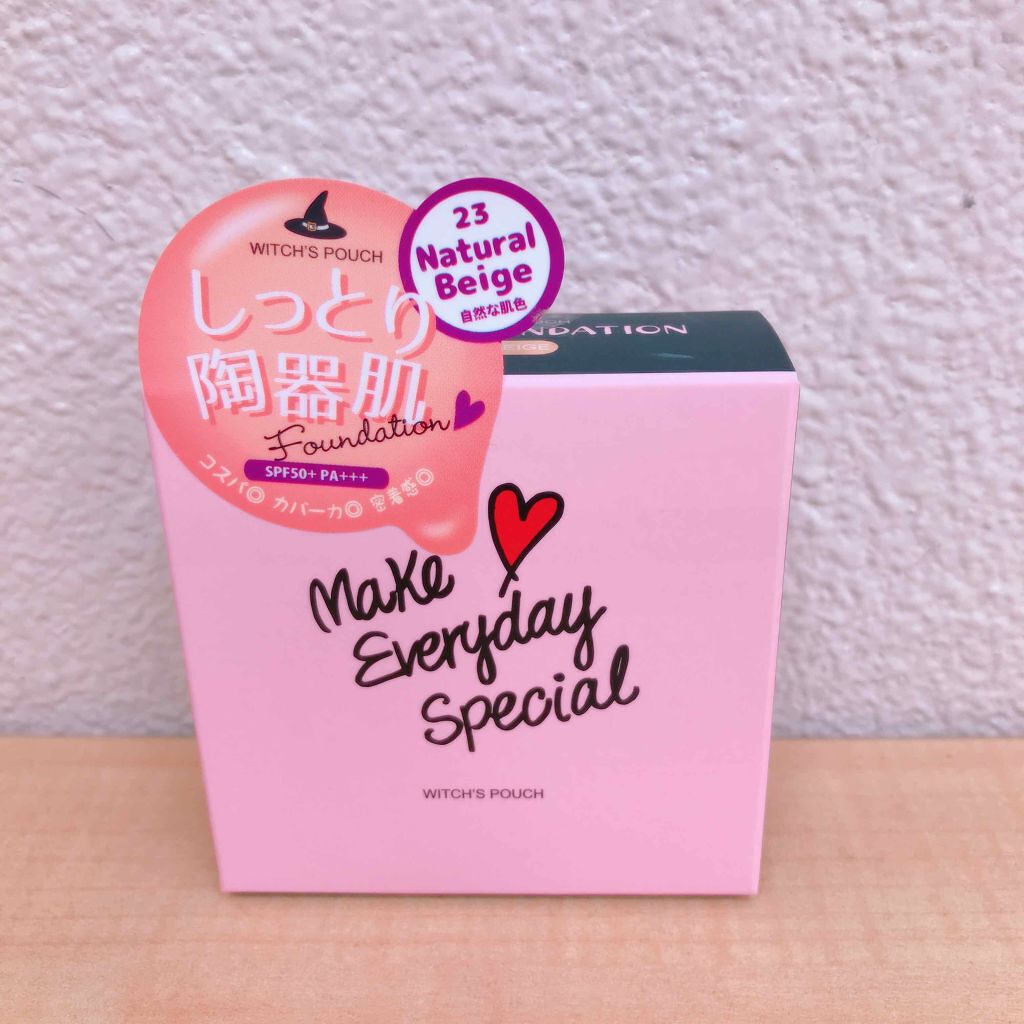 WITCH'S POUCH
しっとり
陶器肌
Foundation
SPF50+ PA+++
コスパ◎ カバー力◎ 密着感◎
23
Natural
Beige
自然な肌色
Make
Everyday
Special
WITCH'S POUCH